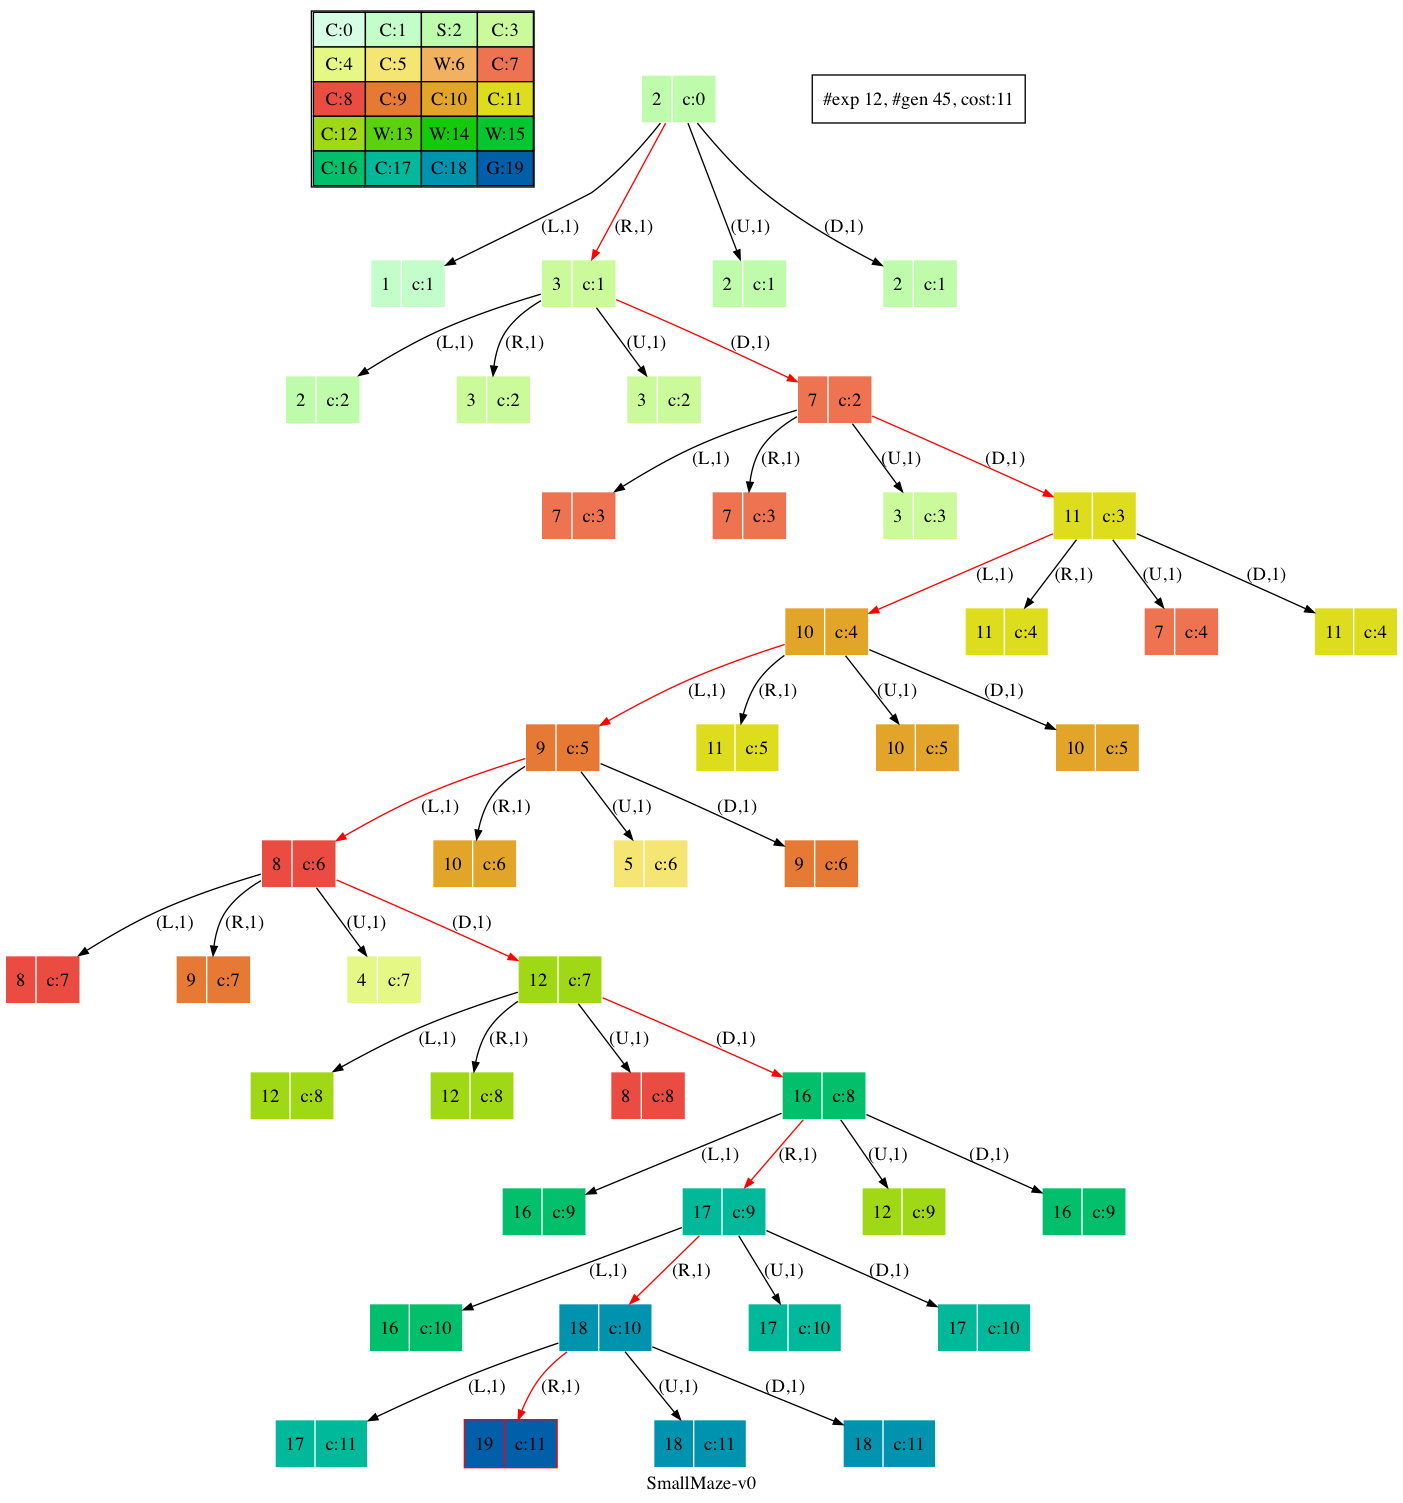 C:0 C:1 S:2 C:3
C:4 C:5 W:6 C:7
C:8 C:9 C:10 C:11
C:12 W:13 W:14 W:15
C:16 C:17 C:18 G:19
2 c:0
#exp 12, #gen 45, cost:11
(L,1) (R,1) (U,1) (D,1)
1 c:1 3 c:1 2 c:1 2 c:1
(L,1) (R,1) (U,1) (D,1)
2 c:2 3 c:2 3 c:2 7 c:2
(L,1) (R,1) (U,1) (D,1)
7 c:3 7 c:3 3 c:3 11 c:3
(L,1) (R,1) (U,1) (D,1)
10 c:4 11 c:4 7 c:4 11 c:4
(L,1) (R,1) (U,1) (D,1)
9 c:5 11 c:5 10 c:5 10 c:5
(L,1) (R,1) (U,1) (D,1)
8 c:6 10 c:6 5 c:6 9 c:6
(L,1) (R,1) (U,1) (D,1)
8 c:7 9 c:7 4 c:7 12 c:7
(L,1) (R,1) (U,1) (D,1)
12 c:8 12 c:8 8 c:8 16 c:8
(L,1) (R,1) (U,1) (D,1)
16 c:9 17 c:9 12 c:9 16 c:9
(L,1) (R,1) (U,1) (D,1)
16 c:10 18 c:10 17 c:10 17 c:10
(L,1) (R,1) (U,1) (D,1)
17 c:11 19 c:11 18 c:11 18 c:11
SmallMaze-v0